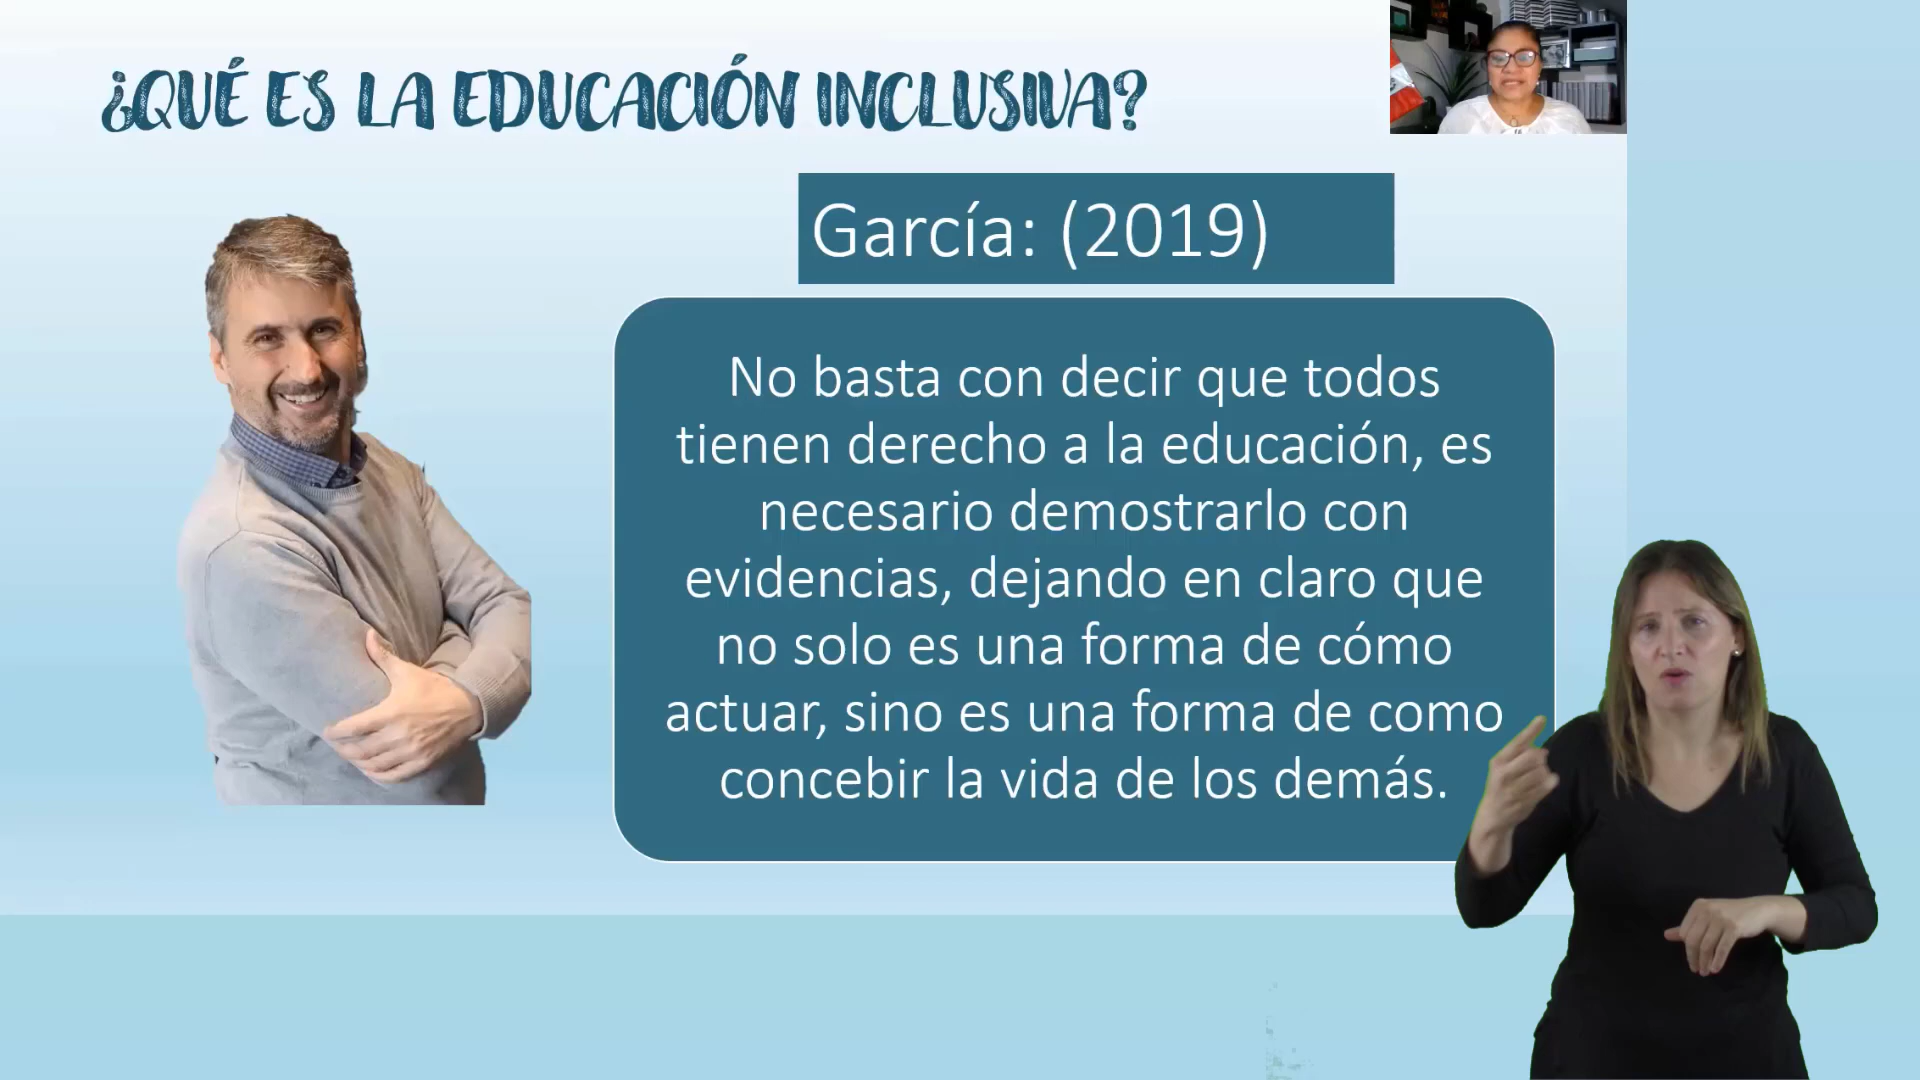 ¿QUÉ ES LA EDUCACIÓN INCLUSIVA?
García: (2019)
No basta con decir que todos
tienen derecho a la educación, es
necesario demostrarlo con
evidencias, dejando en claro que
no solo es una forma de cómo
actuar, sino es una forma de como
concebir la vida de los demás.